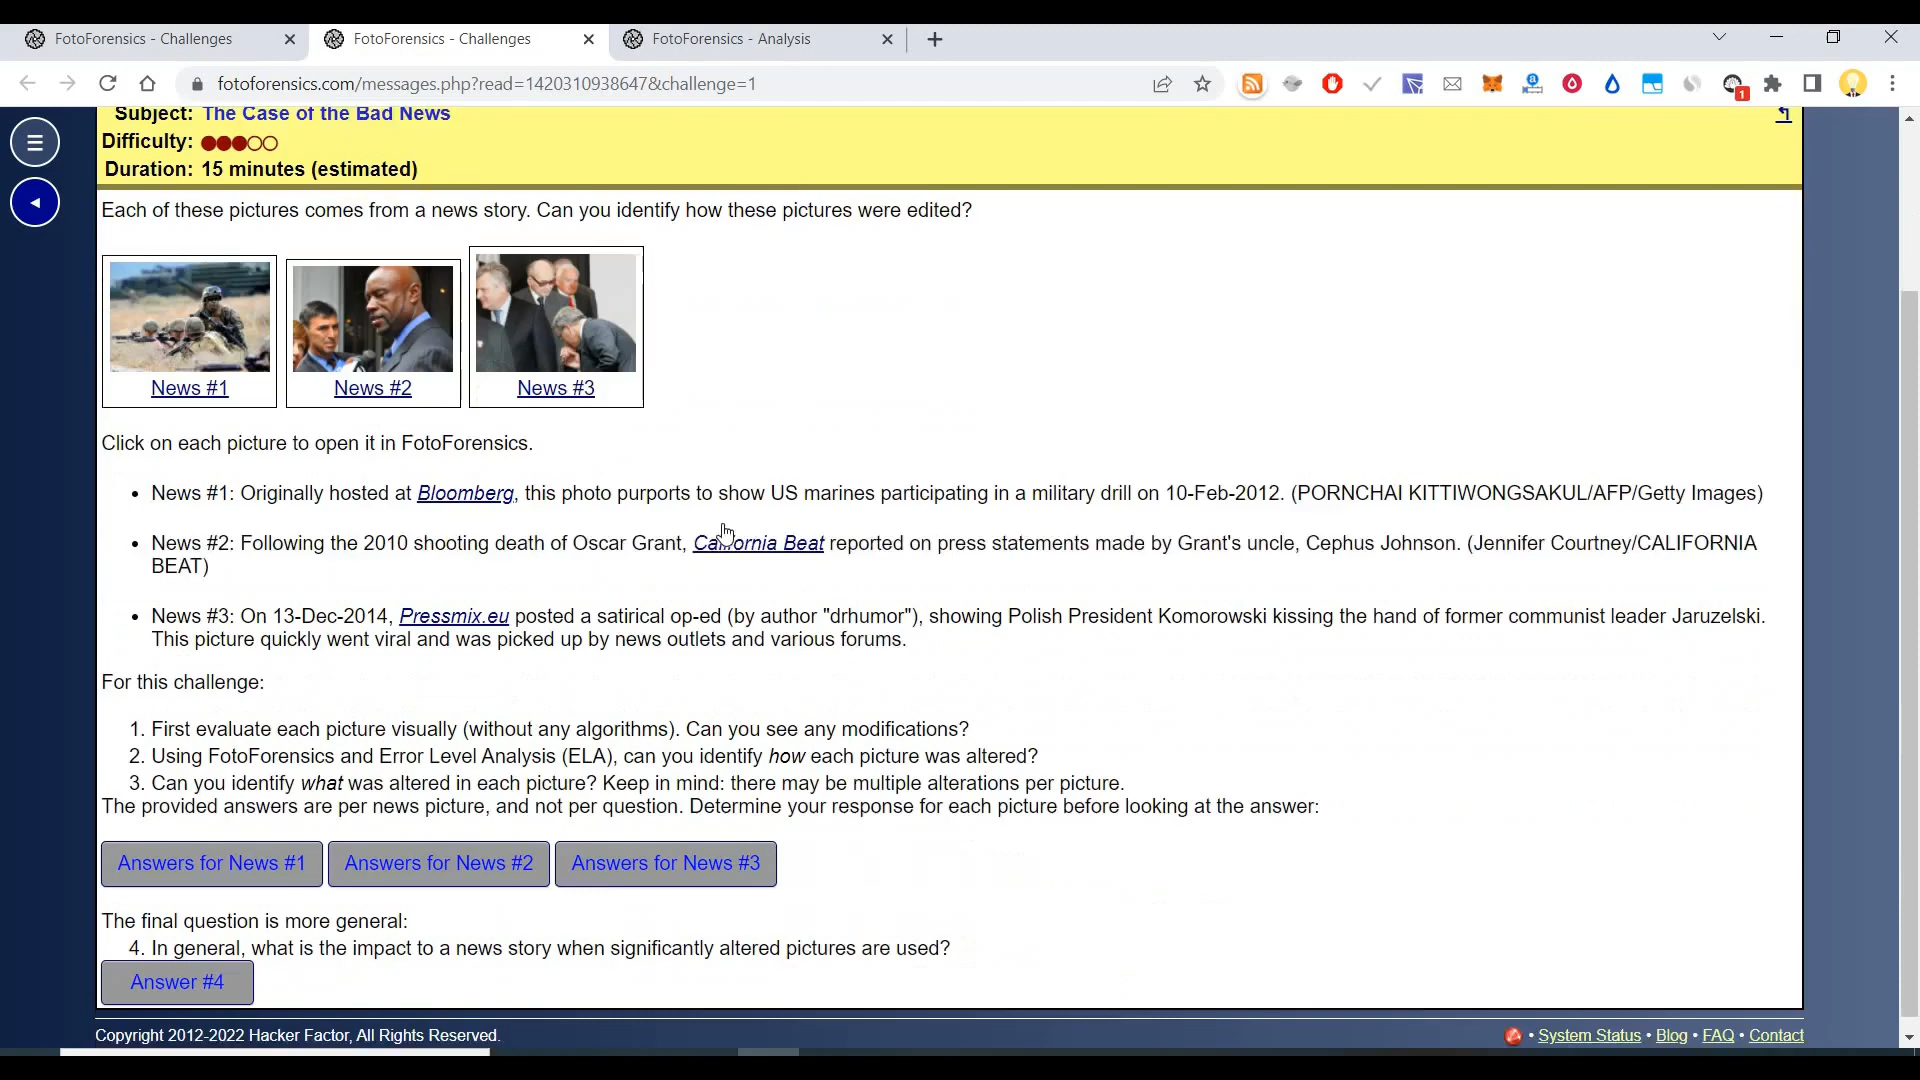 FotoForensics - Challenges
FotoForensics - Challenges
FotoForensics - Analysis
fotoforensics.com/messages.php?read=1420310938647&challenge=1
1
Subject: The Case of the Bad News
Difficulty:
Duration: 15 minutes (estimated)
Each of these pictures comes from a news story. Can you identify how these pictures were edited?
News #1
News #2
News #3
Click on each picture to open it in FotoForensics.
• News #1: Originally hosted at Bloomberg, this photo purports to show US marines participating in a military drill on 10-Feb-2012. (PORNCHAI KITTIWONGSAKUL/AFP/Getty Images)
• News #2: Following the 2010 shooting death of Oscar Grant, California Beat reported on press statements made by Grant's uncle, Cephus Johnson. (Jennifer Courtney/CALIFORNIA
BEAT)
• News #3: On 13-Dec-2014, Pressmix.eu posted a satirical op-ed (by author "drhumor"), showing Polish President Komorowski kissing the hand of former communist leader Jaruzelski.
This picture quickly went viral and was picked up by news outlets and various forums.
For this challenge:
1. First evaluate each picture visually (without any algorithms). Can you see any modifications?
2. Using FotoForensics and Error Level Analysis (ELA), can you identify how each picture was altered?
3. Can you identify what was altered in each picture? Keep in mind: there may be multiple alterations per picture.
The provided answers are per news picture, and not per question. Determine your response for each picture before looking at the answer:
Answers for News #1
Answers for News #2
Answers for News #3
The final question is more general:
4. In general, what is the impact to a news story when significantly altered pictures are used?
Answer #4
Copyright 2012-2022 Hacker Factor, All Rights Reserved.
• System Status • Blog • FAQ • Contact